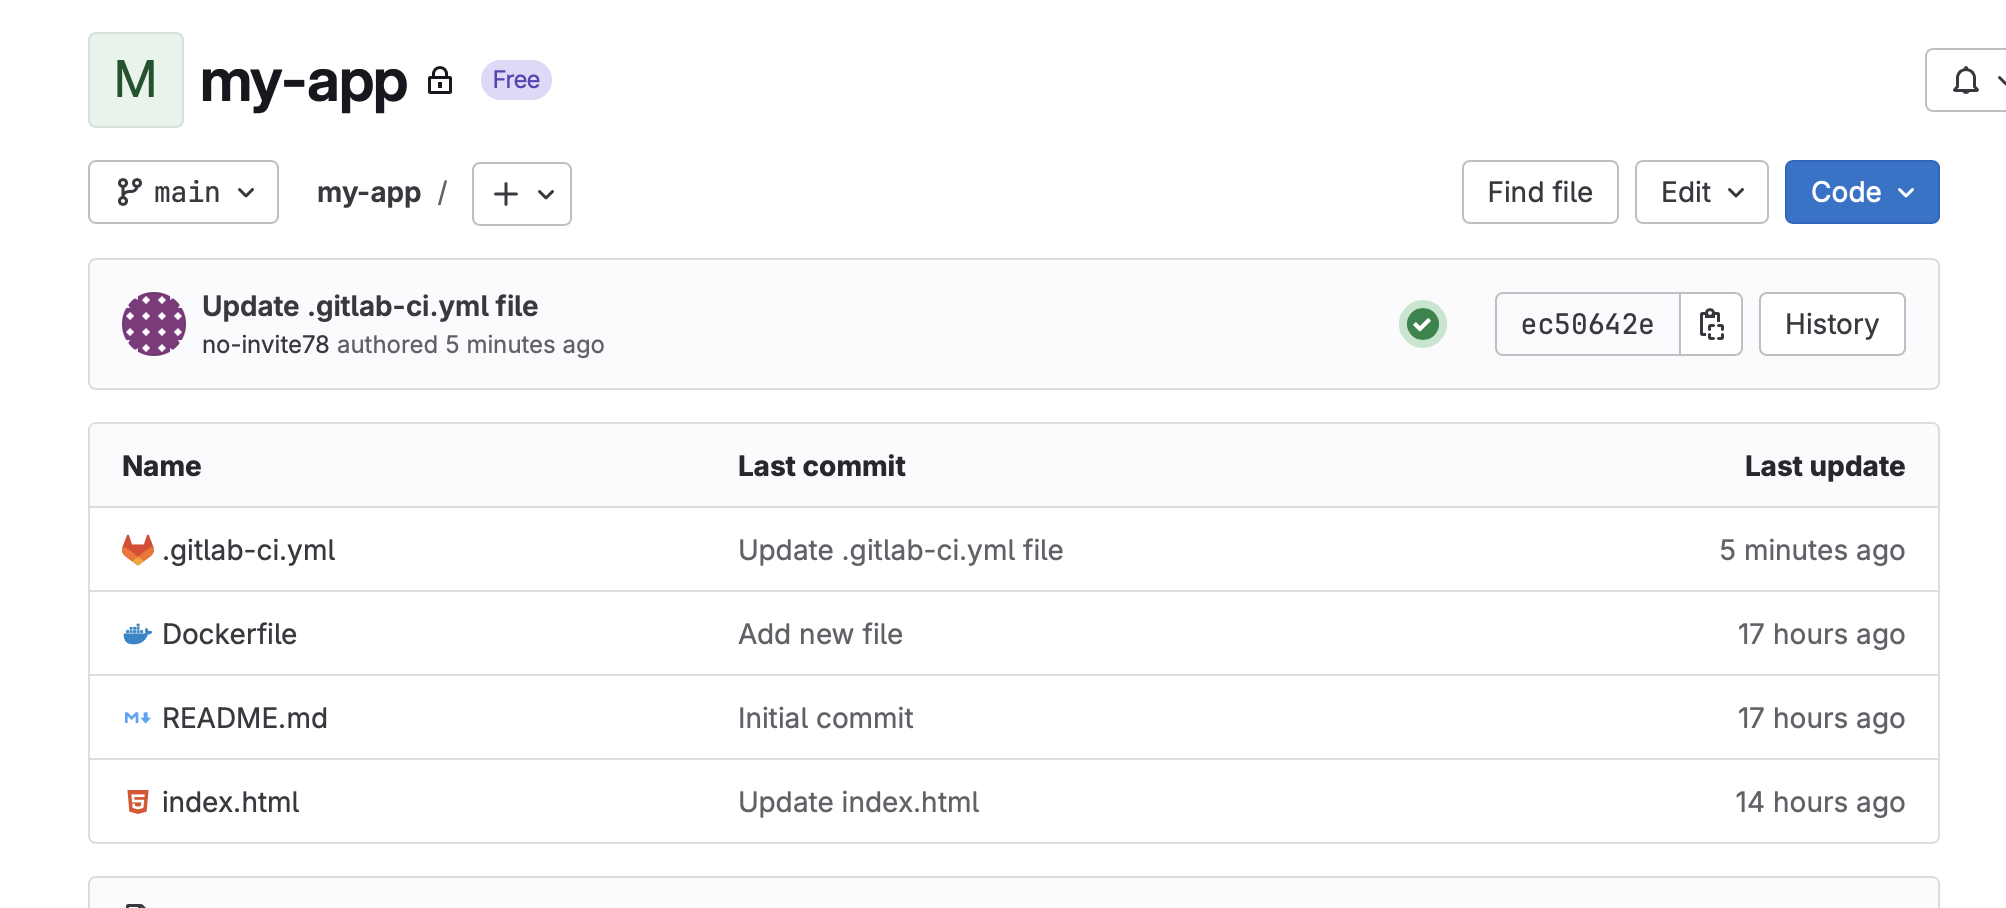 M
my-app
Free
main
my-app /
Find file
Edit
Code
Update .gitlab-ci.yml file
no-invite78 authored 5 minutes ago
ec50642e
History
Name Last commit Last update
.gitlab-ci.yml Update .gitlab-ci.yml file 5 minutes ago
Dockerfile Add new file 17 hours ago
README.md Initial commit 17 hours ago
index.html Update index.html 14 hours ago